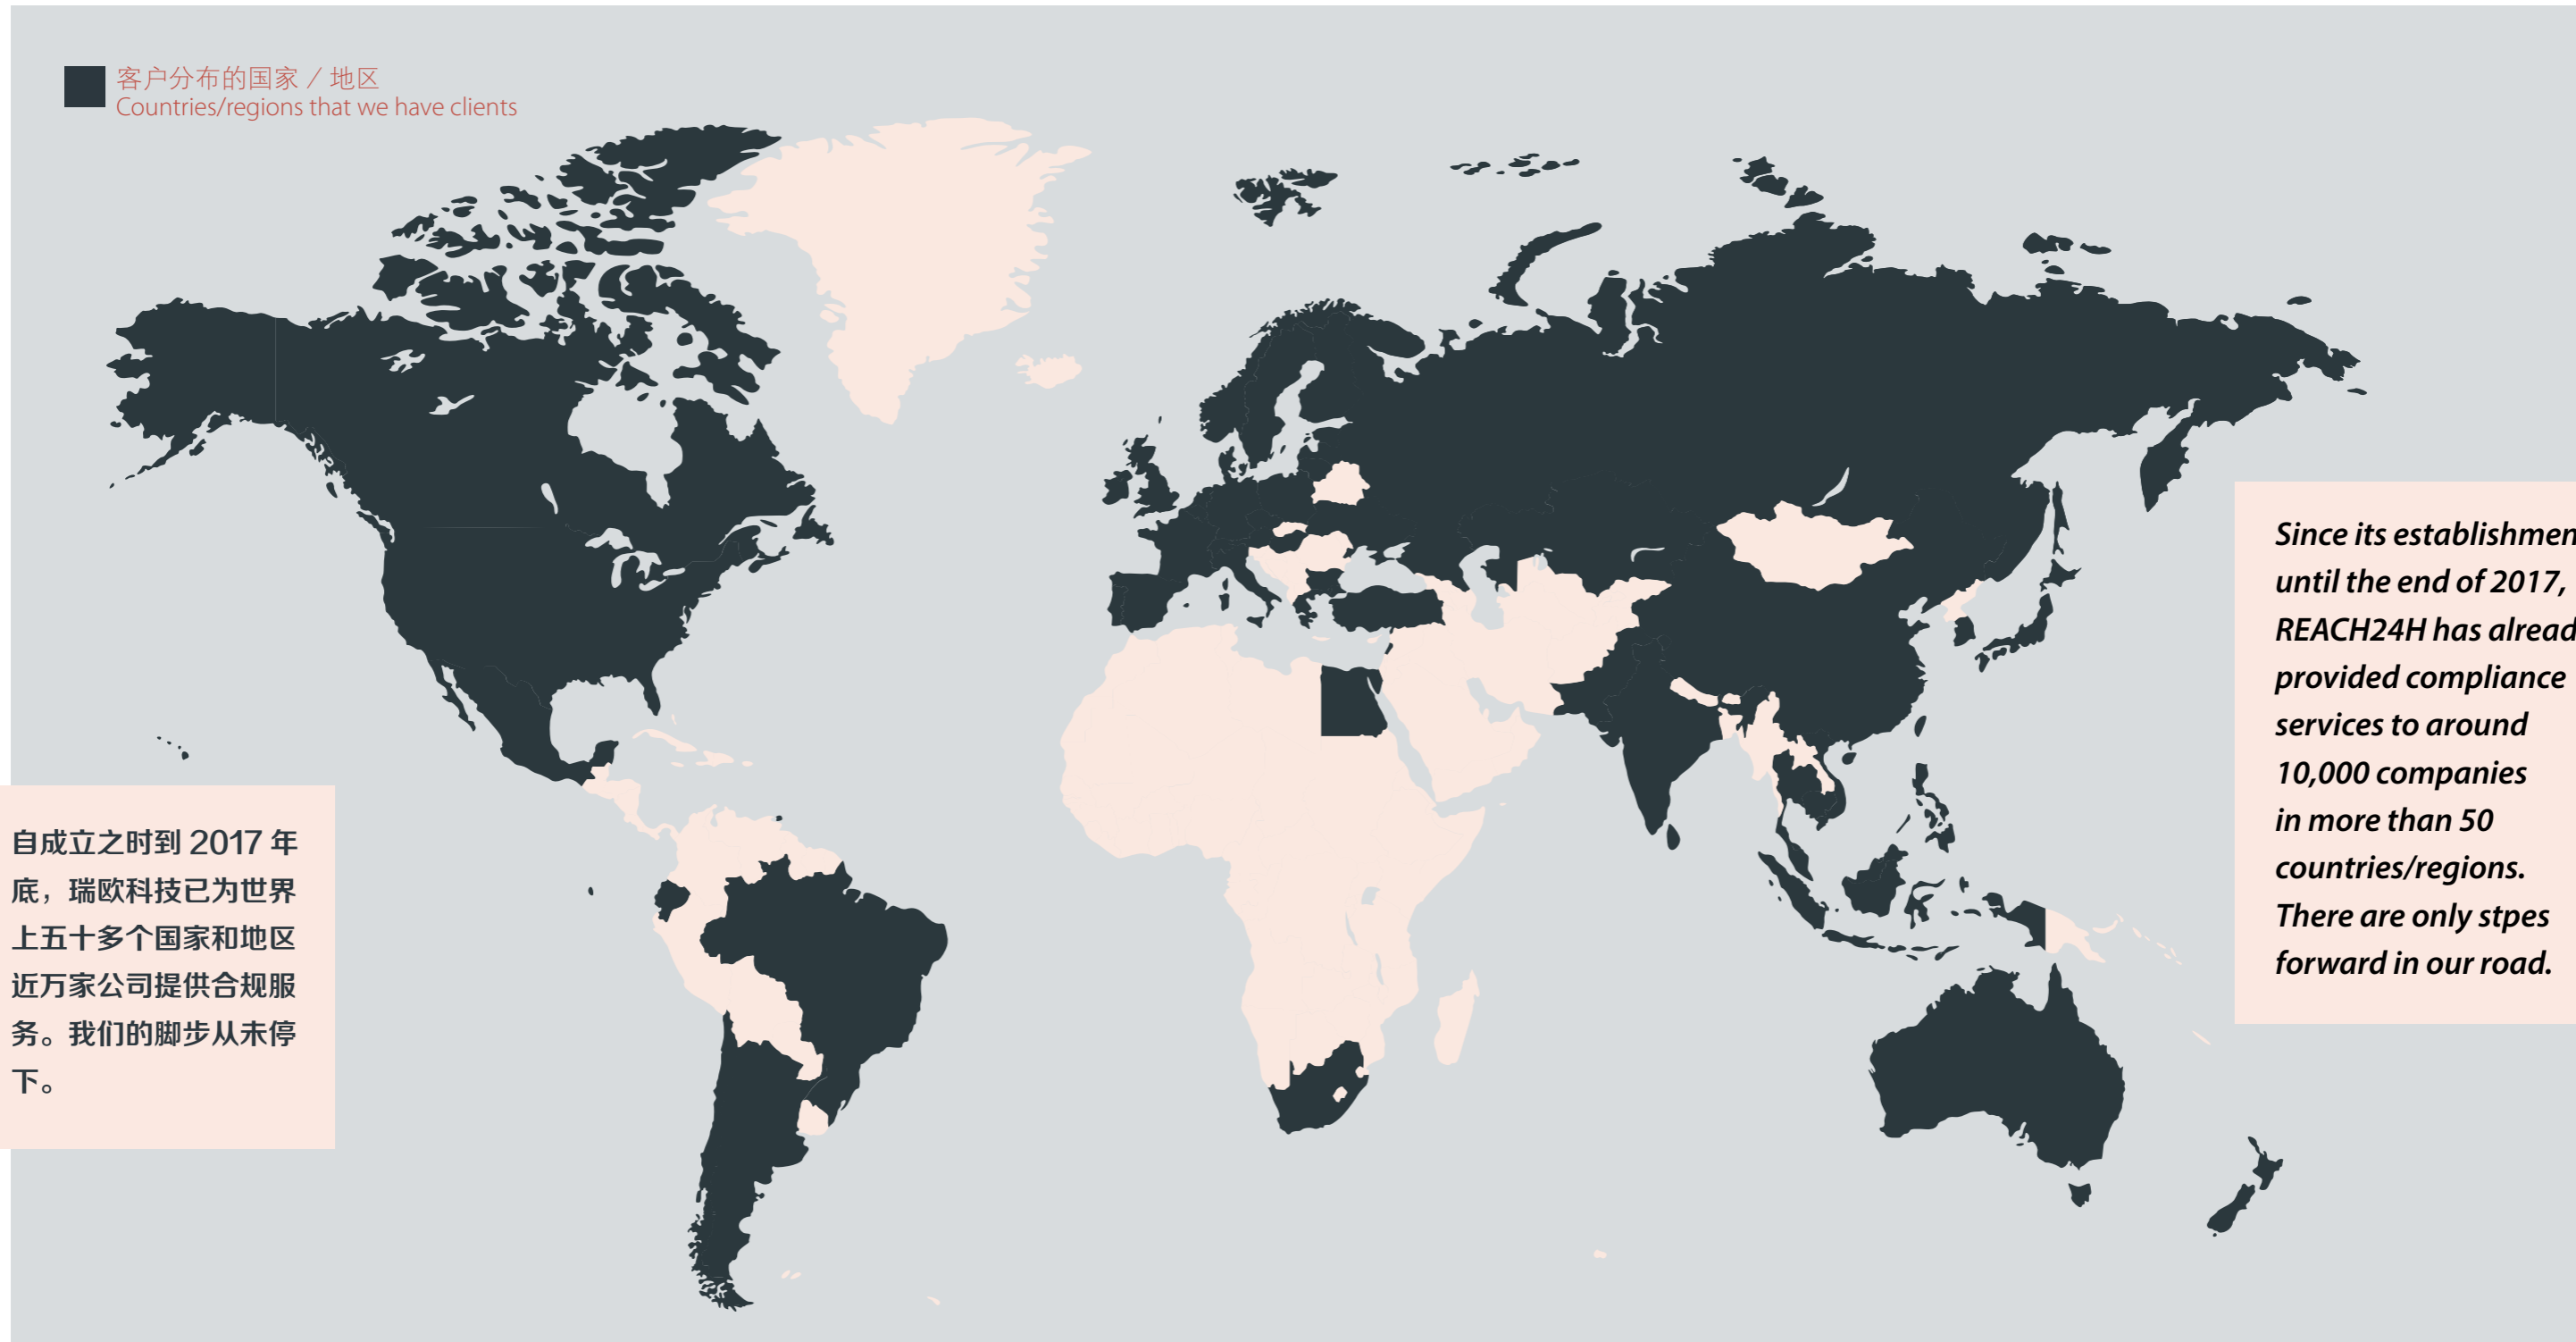 客户分布的国家 / 地区
Countries/regions that we have clients
自成立之时到 2017 年
底，瑞欧科技已为世界
上五十多个国家和地区
近万家公司提供合规服
务。我们的脚步从未停
下。
Since its establishmen
until the end of 2017,
REACH24H has alread
provided compliance
services to around
10,000 companies
in more than 50
countries/regions.
There are only stpes
forward in our road.